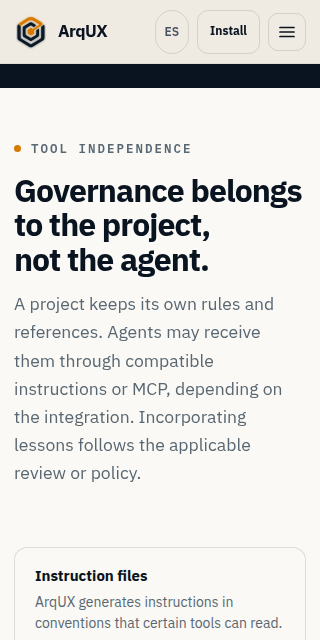 ArqUX
ES
Install
TOOL INDEPENDENCE
Governance belongs
to the project,
not the agent.
A project keeps its own rules and
references. Agents may receive
them through compatible
instructions or MCP, depending on
the integration. Incorporating
lessons follows the applicable
review or policy.
Instruction files
ArqUX generates instructions in
conventions that certain tools can read.